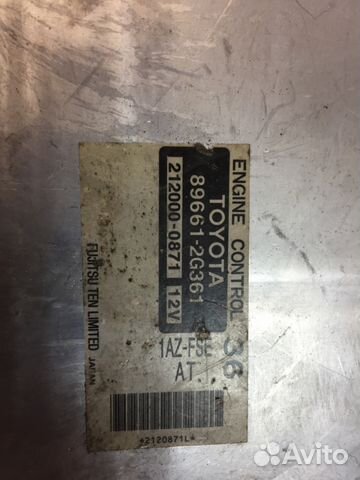 ENGINE CONTROL
36
TOYOTA
89661-2G361
212000-0871 12V
1AZ-FSE
AT
FUJITSU TEN LIMITED JAPAN
*2120871L*
Avito